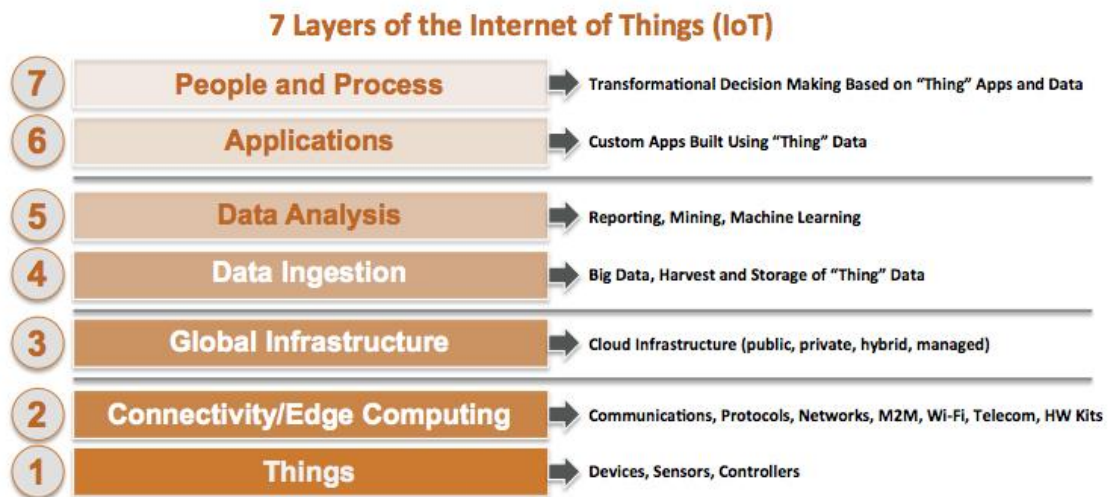 7 Layers of the Internet of Things (IoT)
7 People and Process Transformational Decision Making Based on “Thing” Apps and Data
6 Applications Custom Apps Built Using “Thing” Data
5 Data Analysis Reporting, Mining, Machine Learning
4 Data Ingestion Big Data, Harvest and Storage of “Thing” Data
3 Global Infrastructure Cloud Infrastructure (public, private, hybrid, managed)
2 Connectivity/Edge Computing Communications, Protocols, Networks, M2M, Wi-Fi, Telecom, HW Kits
1 Things Devices, Sensors, Controllers